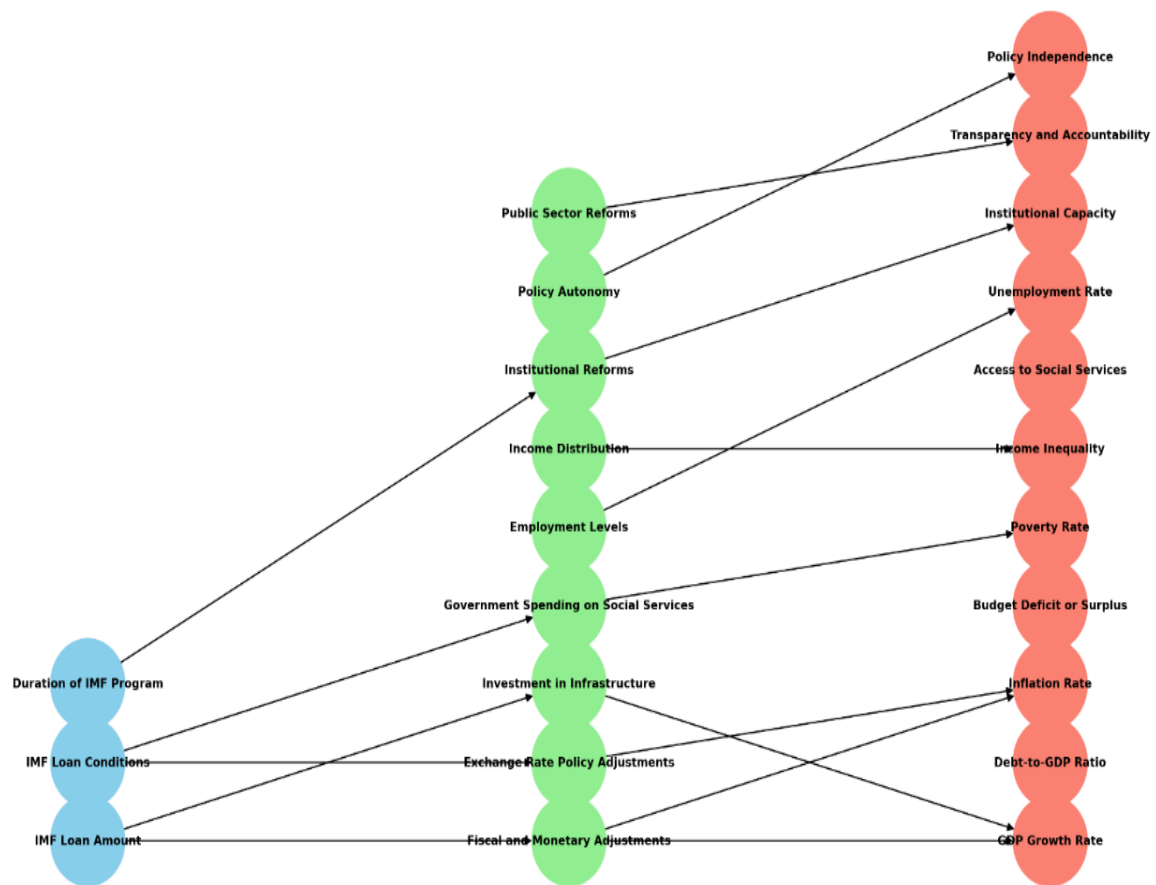 Policy Independence
Transparency and Accountability
Public Sector Reforms
Institutional Capacity
Policy Autonomy
Unemployment Rate
Institutional Reforms
Access to Social Services
Income Distribution
Income Inequality
Employment Levels
Poverty Rate
Government Spending on Social Services
Budget Deficit or Surplus
Duration of IMF Program
Investment in Infrastructure
Inflation Rate
IMF Loan Conditions
Exchange Rate Policy Adjustments
Debt-to-GDP Ratio
IMF Loan Amount
Fiscal and Monetary Adjustments
GDP Growth Rate